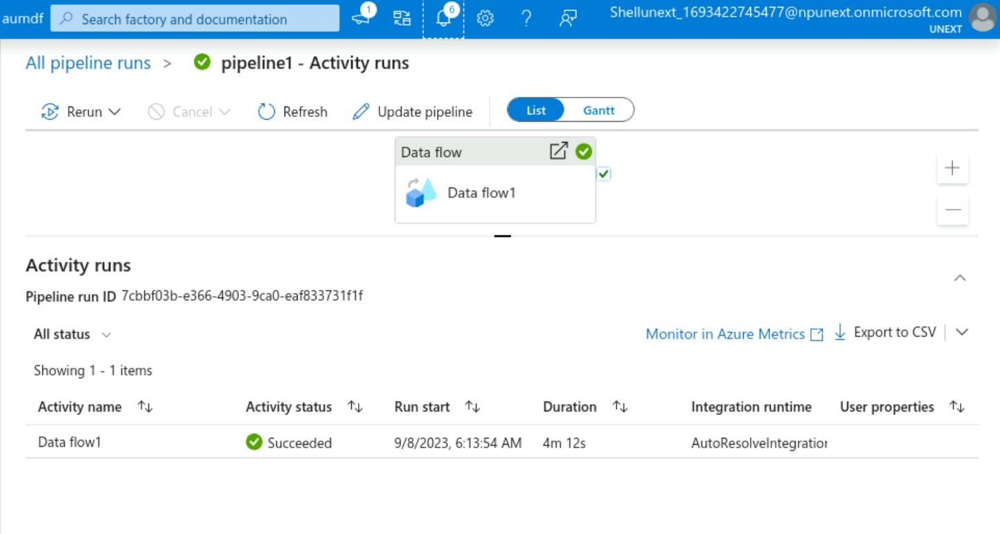 aumdf Search factory and documentation 1 6 ? Shellunext_1693422745477@npunext.onmicrosoft.com
UNEXT
All pipeline runs > pipeline1 - Activity runs
Rerun Cancel Refresh Update pipeline List Gantt
Data flow
Data flow1
Activity runs
Pipeline run ID 7cbbf03b-e366-4903-9ca0-eaf833731f1f
All status Monitor in Azure Metrics Export to CSV
Showing 1 - 1 items
Activity name Activity status Run start Duration Integration runtime User properties
Data flow1 Succeeded 9/8/2023, 6:13:54 AM 4m 12s AutoResolveIntegration